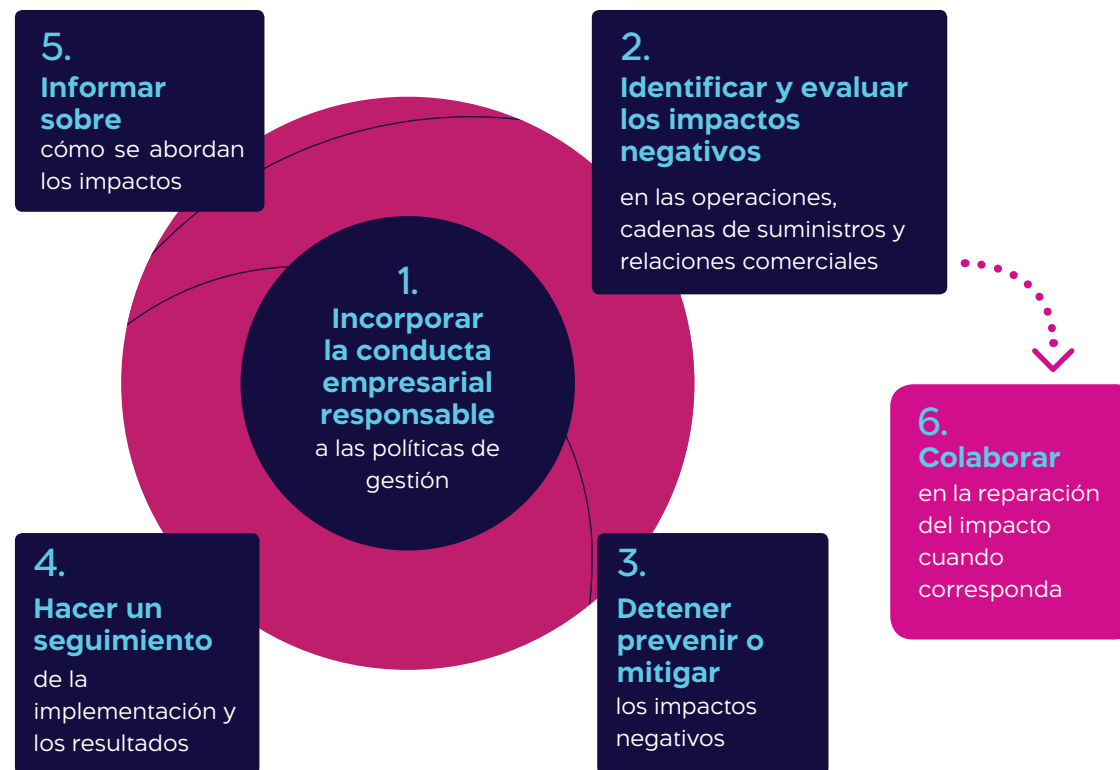 1.
Incorporar
la conducta
empresarial
responsable
a las políticas de
gestión
2.
Identificar y evaluar
los impactos
negativos
en las operaciones,
cadenas de suministros y
relaciones comerciales
3.
Detener
prevenir o
mitigar
los impactos
negativos
4.
Hacer un
seguimiento
de la
implementación y
los resultados
5.
Informar
sobre
cómo se abordan
los impactos
6.
Colaborar
en la reparación
del impacto
cuando
corresponda